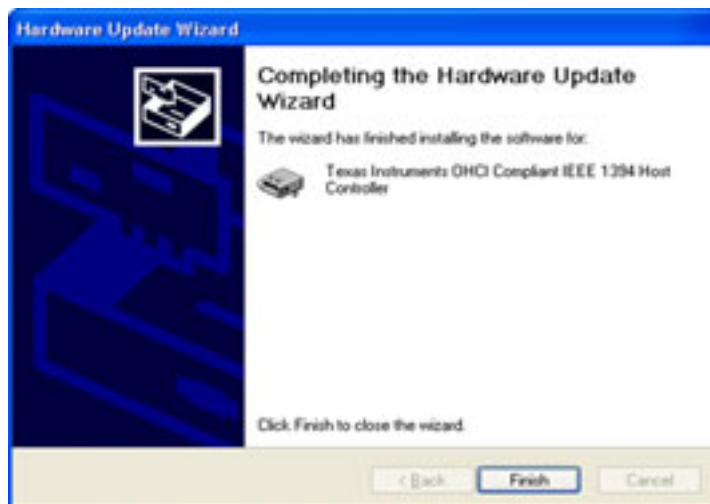 Hardware Update Wizard
Completing the Hardware Update
Wizard
The wizard has finished installing the software for:
Texas Instruments OHCI Compliant IEEE 1394 Host
Controller
Click Finish to close the wizard.
< Back Finish Cancel